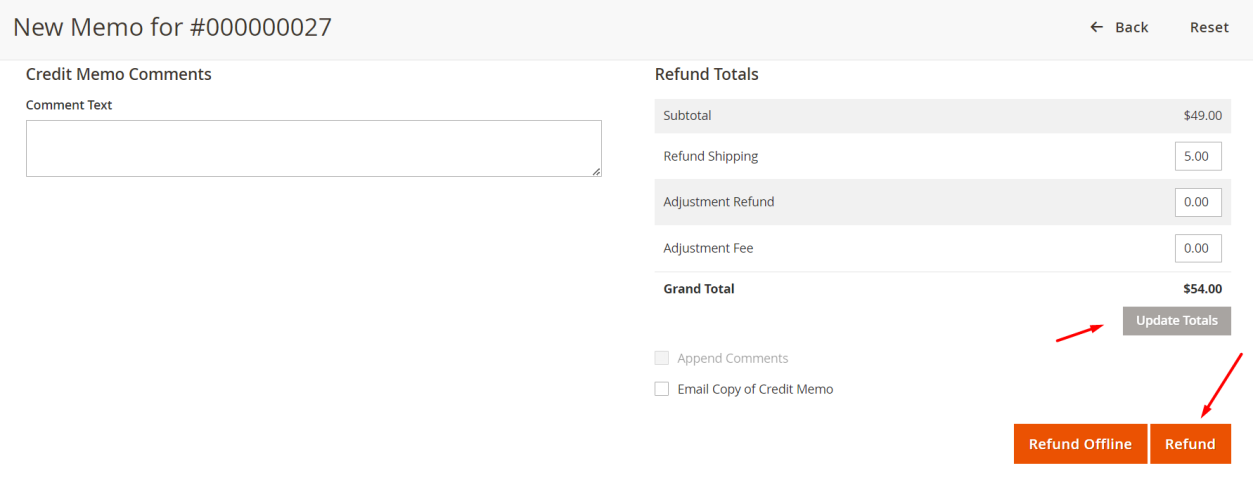 New Memo for #000000027
Back
Reset
Credit Memo Comments
Comment Text
Refund Totals
Subtotal $49.00
Refund Shipping 5.00
Adjustment Refund 0.00
Adjustment Fee 0.00
Grand Total $54.00
Update Totals
Append Comments
Email Copy of Credit Memo
Refund Offline
Refund